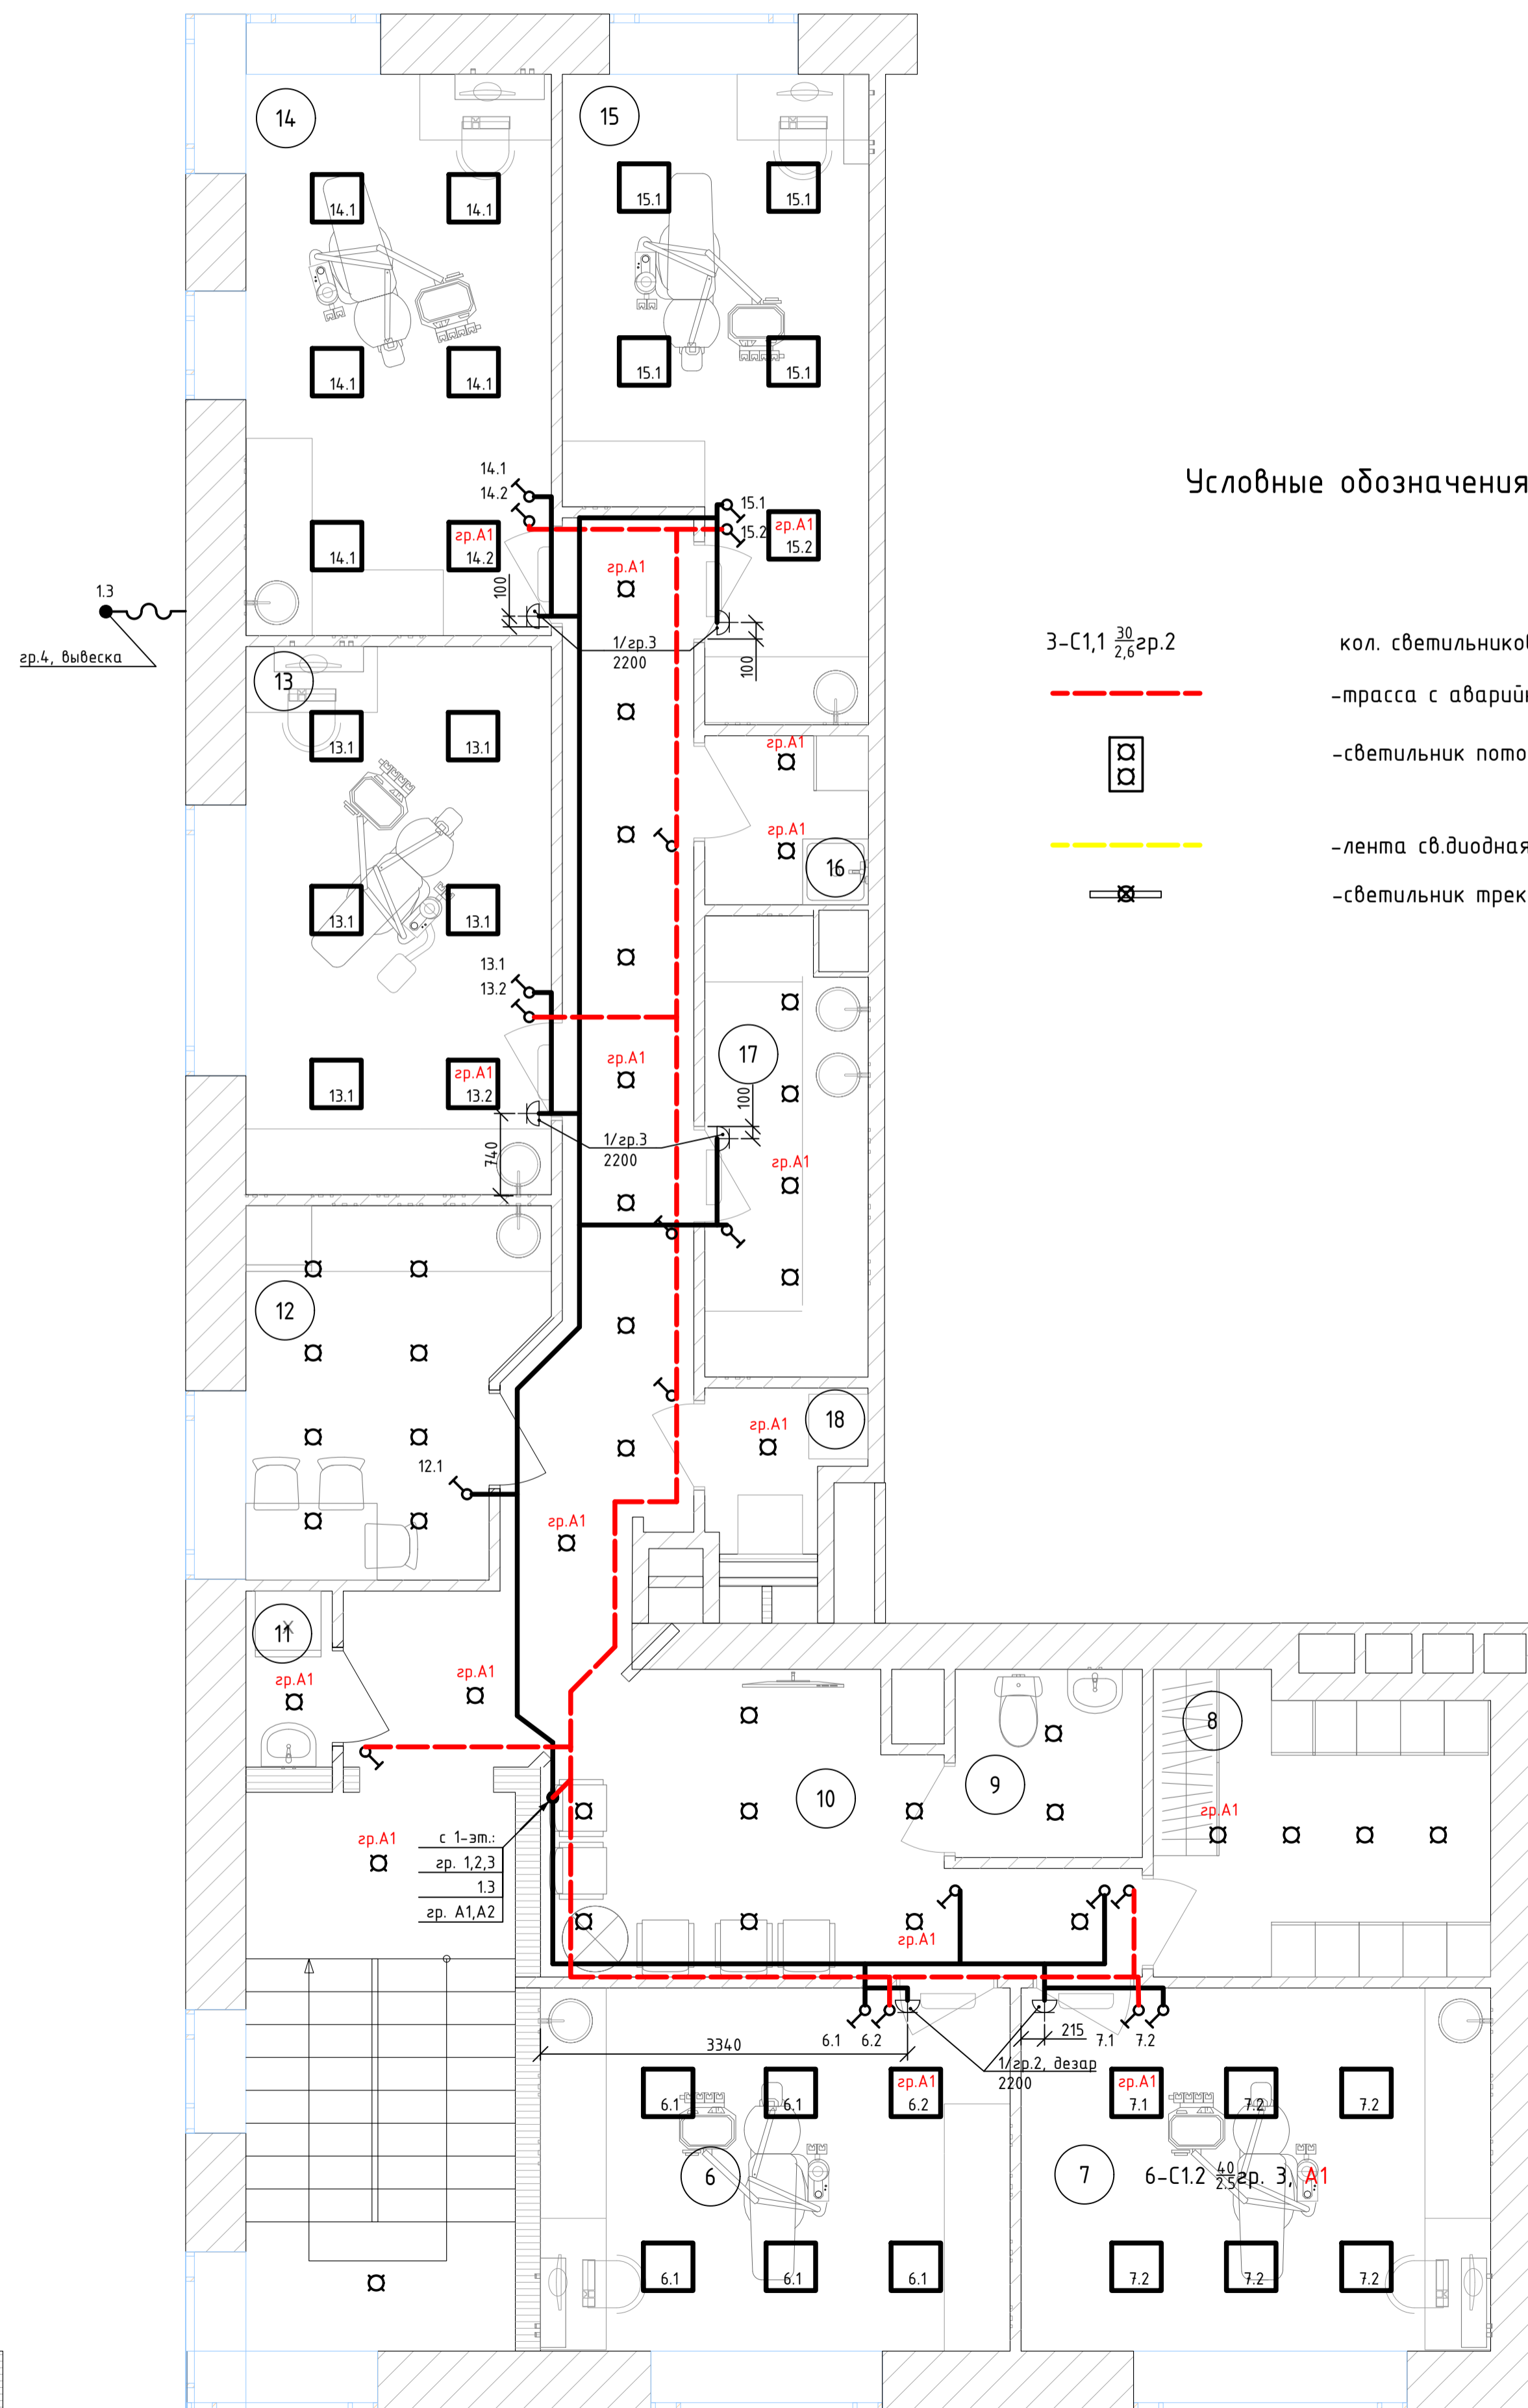 14
15
14.1
14.1
15.1
15.1
14.1
14.1
15.1
15.1
14.1
14.2
15.1
15.2
14.1
гр.А1
14.2
гр.А1
15.2
гр.А1
100
1/гр.3
2200
100
1.3
гр.4, вывеска
Условные обозначения
3-С1,1 30/2,6 гр.2
кол. светильников
-трасса с аварийн
-светильник пото
-лента св.диодная
-светильник трек
13
13.1
13.1
гр.А1
гр.А1
16
13.1
13.1
13.1
13.2
13.1
гр.А1
13.2
гр.А1
17
100
740
1/гр.3
2200
гр.А1
12
12.1
18
гр.А1
гр.А1
11
гр.А1
гр.А1
гр.А1
с 1-эт.:
гр. 1,2,3
1.3
гр. А1,А2
10
9
8
гр.А1
гр.А1
3340
6.1
6.2
215
7.1
7.2
1/гр.2, дезар
2200
6.1
6.1
гр.А1
6.2
гр.А1
7.1
7.2
7.2
6
7
6-С1.2 40/2.5 гр. 3, А1
6.1
6.1
6.1
7.2
7.2
7.2